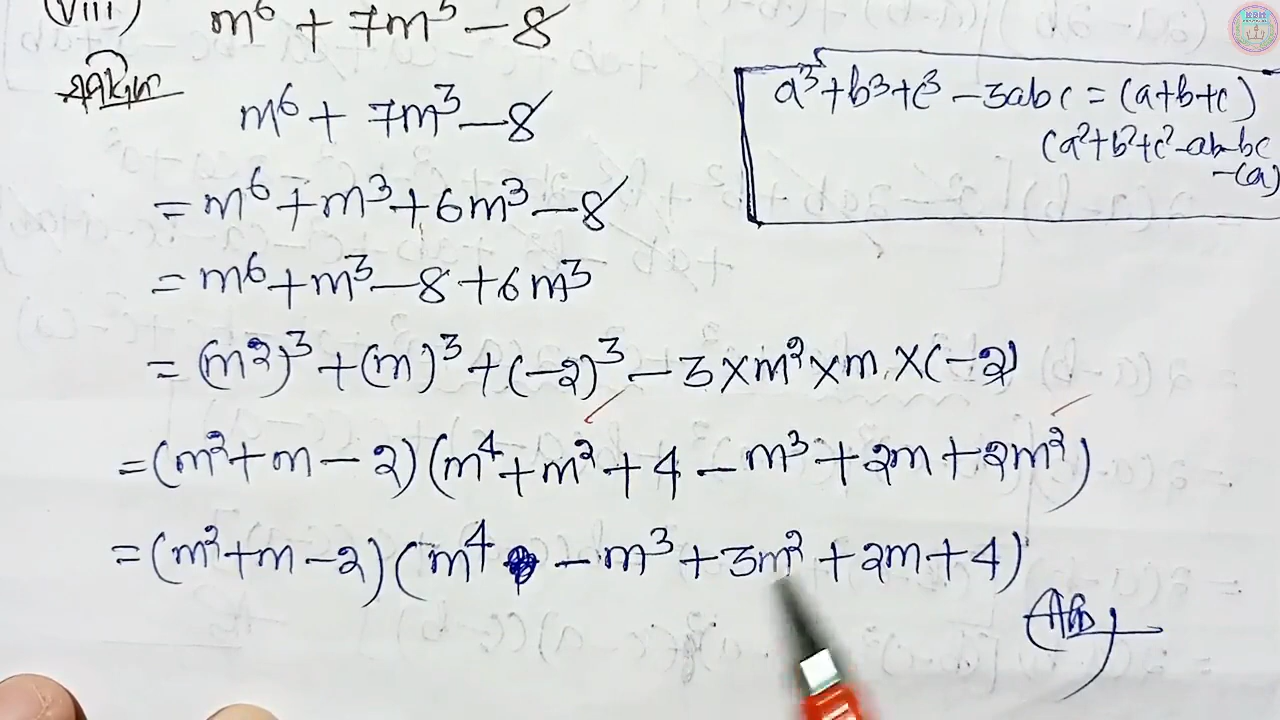 (VIII) m⁶ + 7m³ - 8
সমাধান
m⁶ + 7m³ - 8
= m⁶ + m³ + 6m³ - 8
= m⁶ + m³ - 8 + 6m³
= (m²)³ + (m)³ + (-2)³ - 3 × m² × m × (-2)
= (m² + m - 2) (m⁴ + m² + 4 - m³ + 2m + 2m²)
= (m² + m - 2) (m⁴ - m³ + 3m² + 2m + 4)
a³ + b³ + c³ - 3abc = (a+b+c)
(a² + b² + c² - ab - bc
- ca)